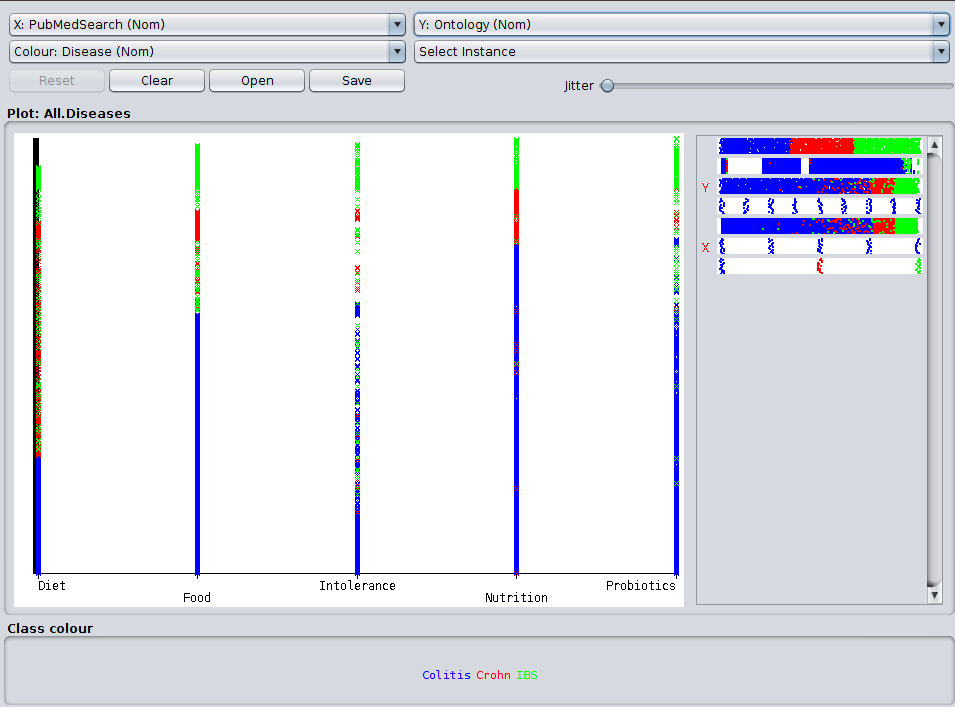 X: PubMedSearch (Nom) Y: Ontology (Nom)
Colour: Disease (Nom) Select Instance
Reset Clear Open Save Jitter
Plot: All.Diseases
Y
X
Diet Intolerance Probiotics
Food Nutrition
Class colour
Colitis Crohn IBS